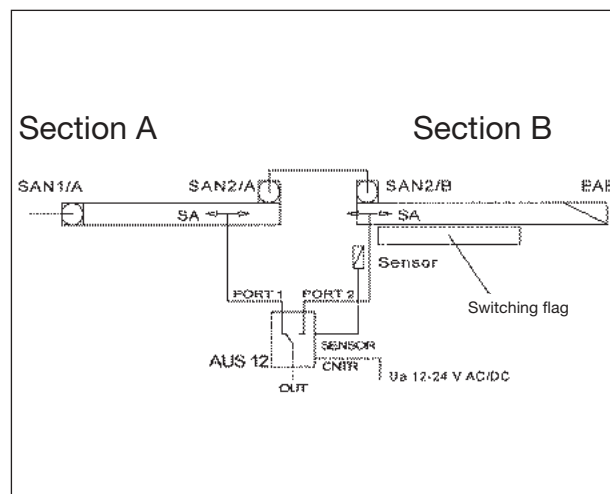 Section A
Section B
SAN1/A
SAN2/A
SAN2/B
EAE
SA
SA
Sensor
Switching flag
PORT 1
PORT 2
SENSOR
AUS 12
CNTR
Ua 12-24 V AC/DC
OUT